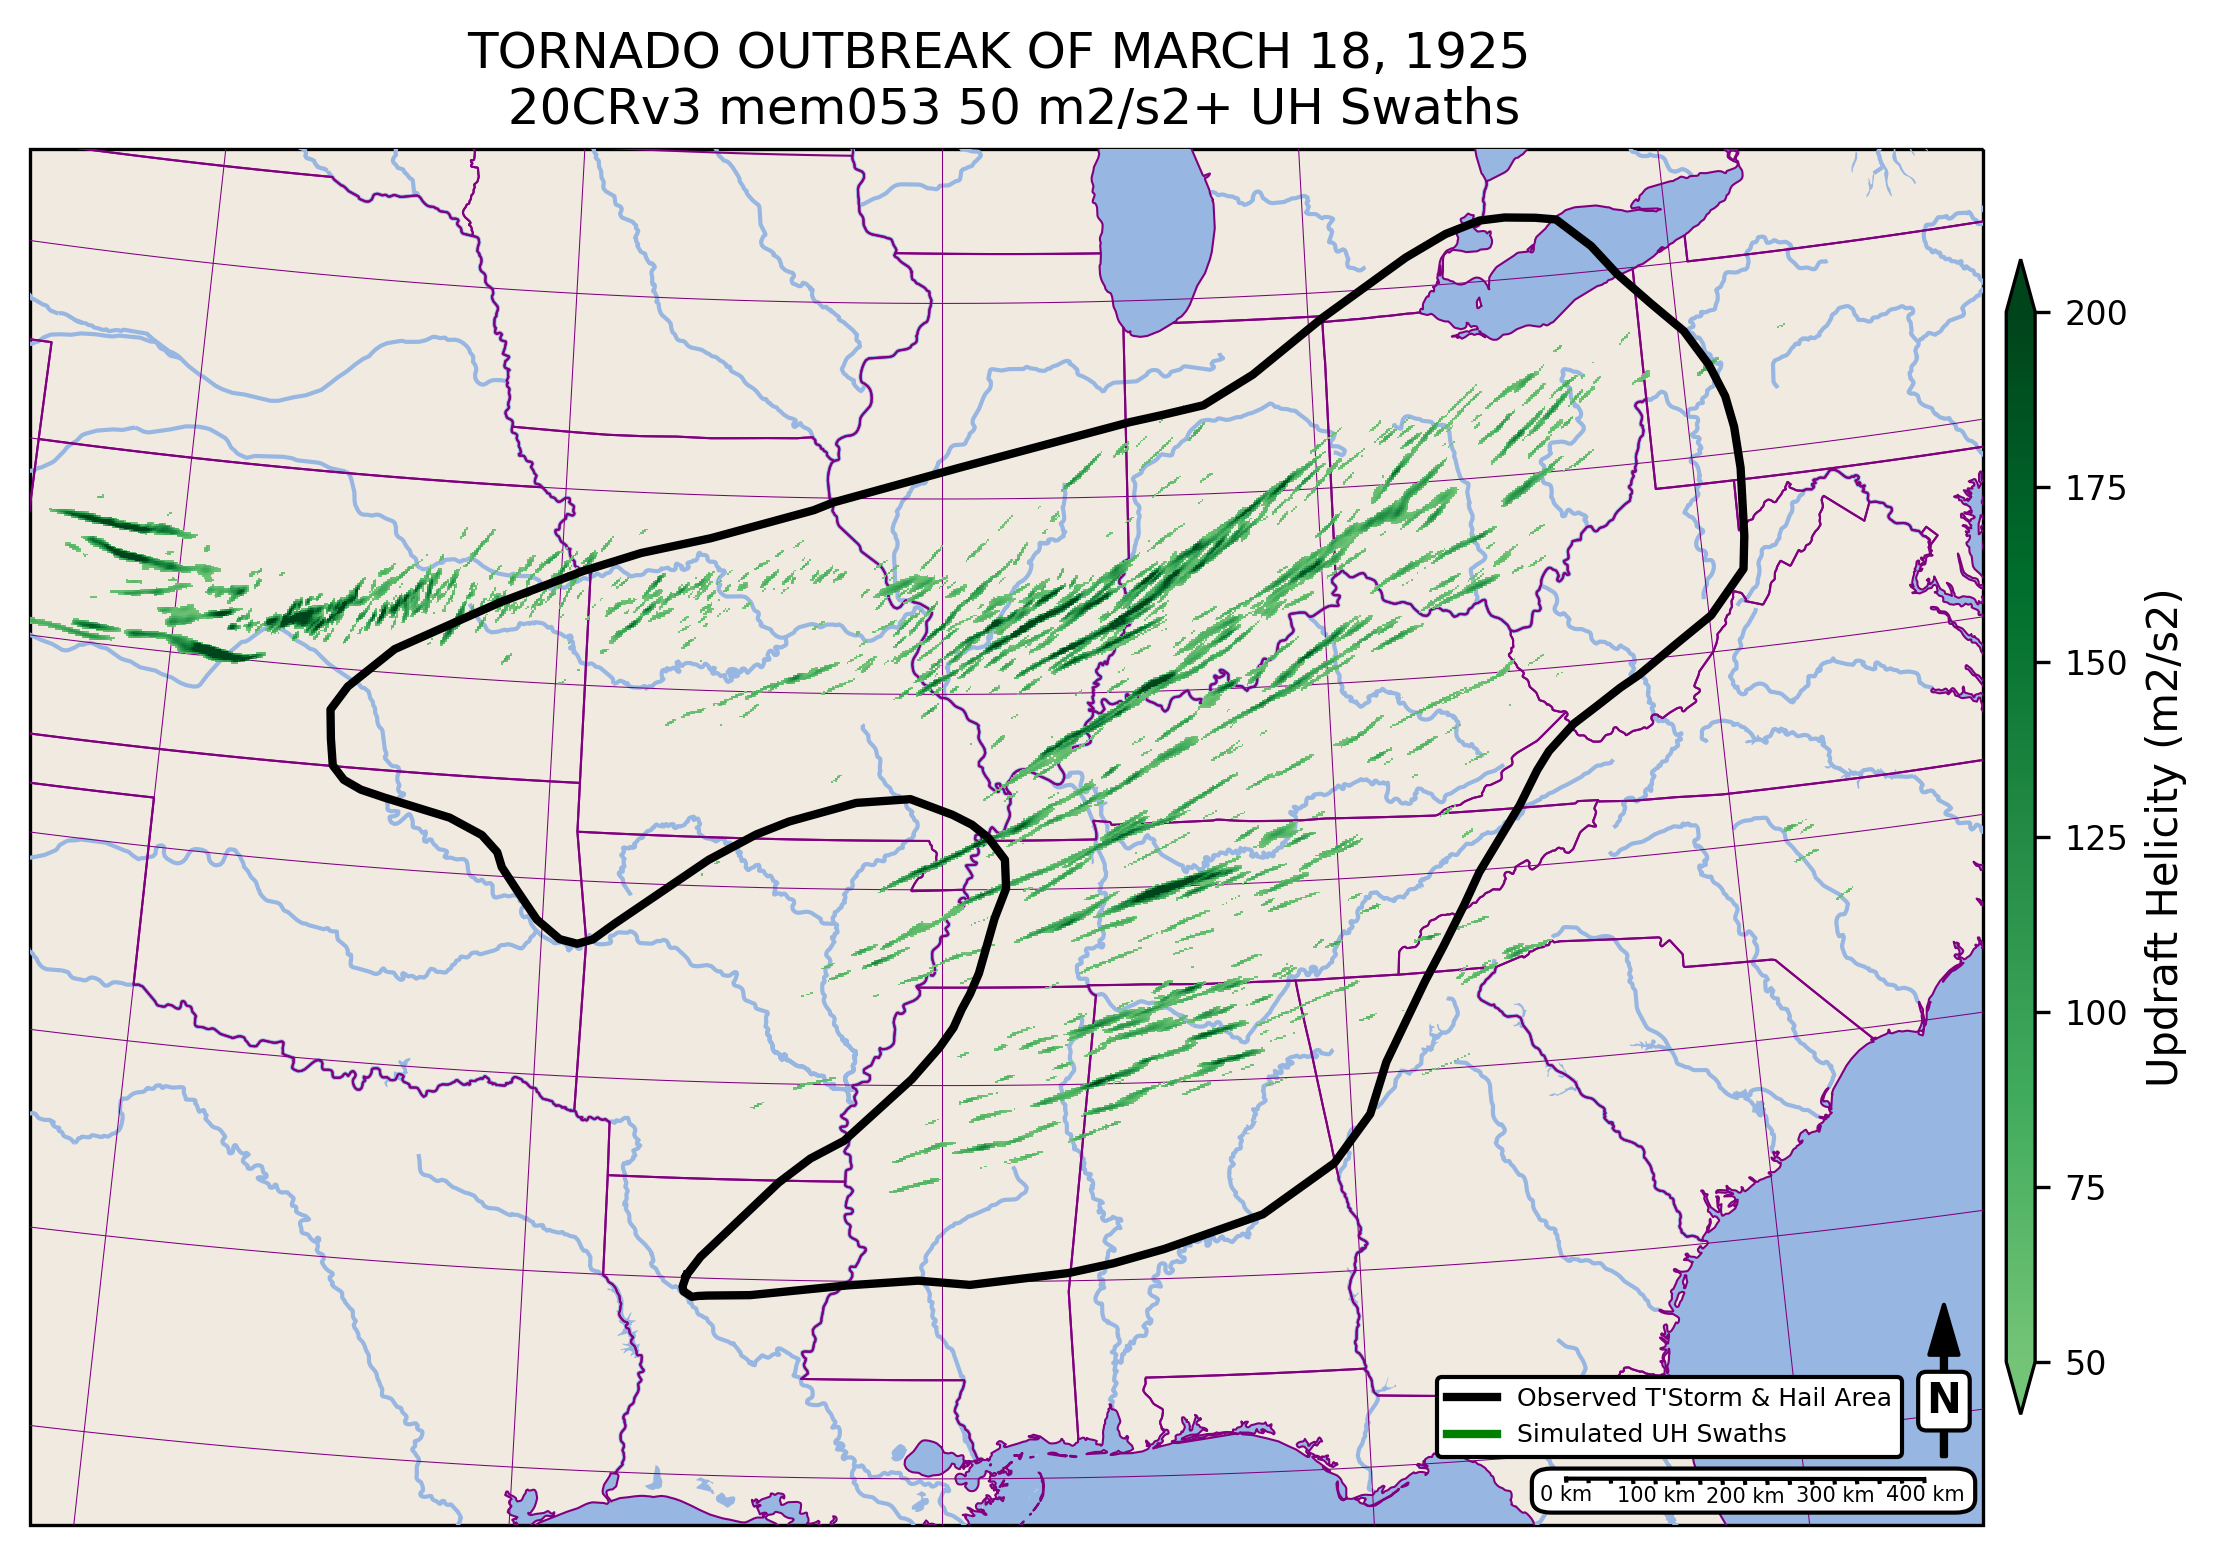 TORNADO OUTBREAK OF MARCH 18, 1925
20CRv3 mem053 50 m2/s2+ UH Swaths
200
175
150
125
100
75
50
Updraft Helicity (m2/s2)
Observed T'Storm & Hail Area
Simulated UH Swaths
N
0 km 100 km 200 km 300 km 400 km